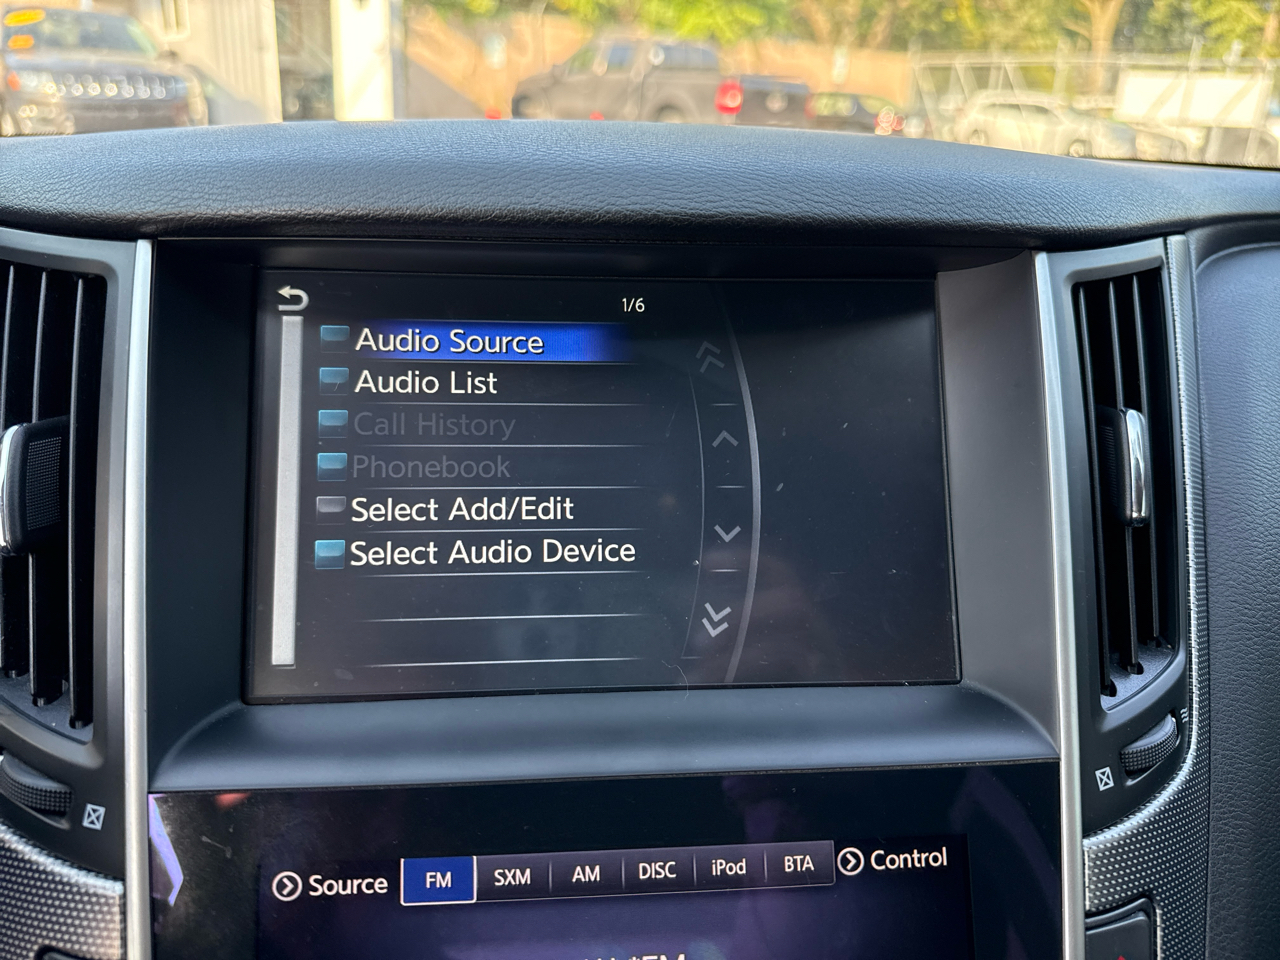 1/6
Audio Source
Audio List
Call History
Phonebook
Select Add/Edit
Select Audio Device
Source FM SXM AM DISC iPod BTA Control